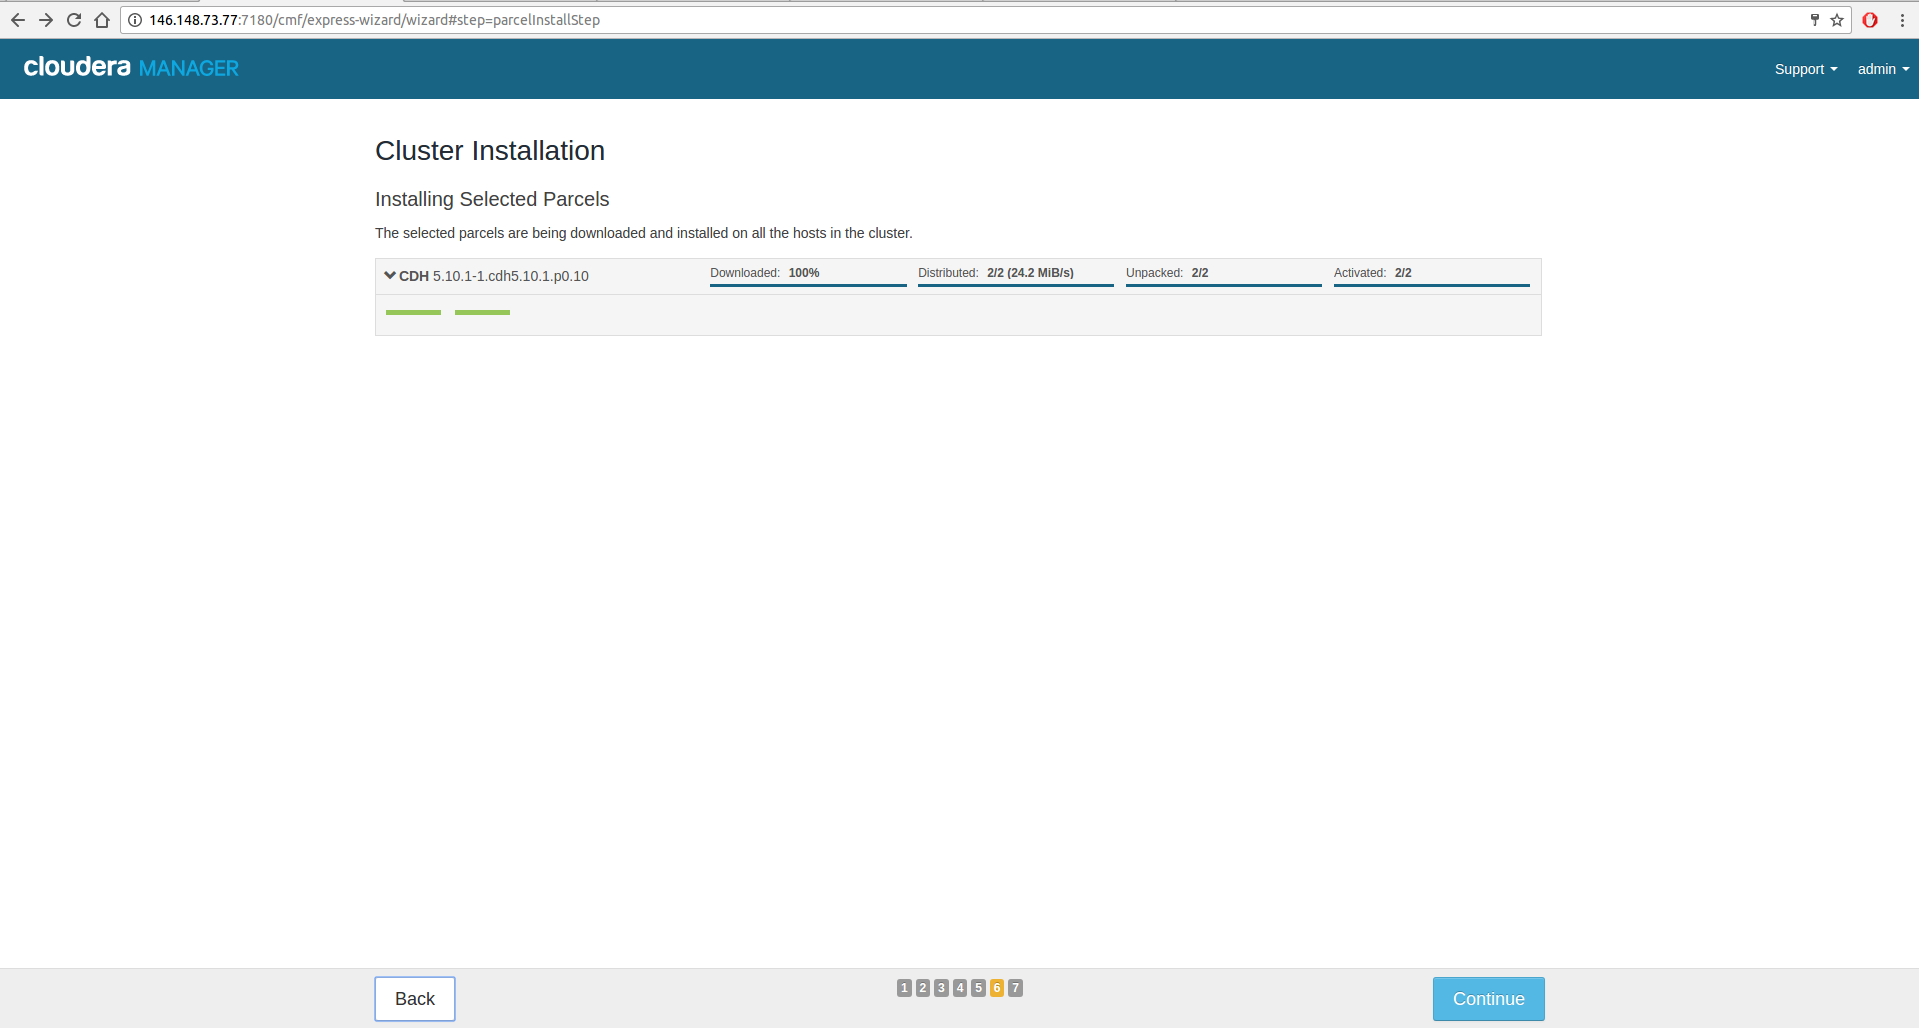 146.148.73.77:7180/cmf/express-wizard/wizard#step=parcelInstallStep
cloudera MANAGER
Support
admin
Cluster Installation
Installing Selected Parcels
The selected parcels are being downloaded and installed on all the hosts in the cluster.
CDH 5.10.1-1.cdh5.10.1.p0.10 Downloaded: 100% Distributed: 2/2 (24.2 MiB/s) Unpacked: 2/2 Activated: 2/2
Back
1 2 3 4 5 6 7
Continue